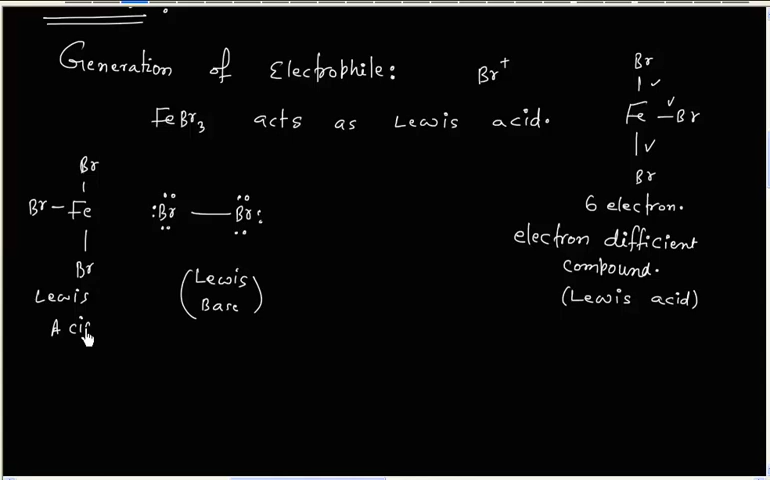 Generation of Electrophile: Br+
FeBr3 acts as Lewis acid.
Br
Fe - Br
Br
6 electron.
electron difficient
compound.
(Lewis acid)
Br
Br - Fe
Br
Lewis
Aci
:Br — Br:
(Lewis
Base)